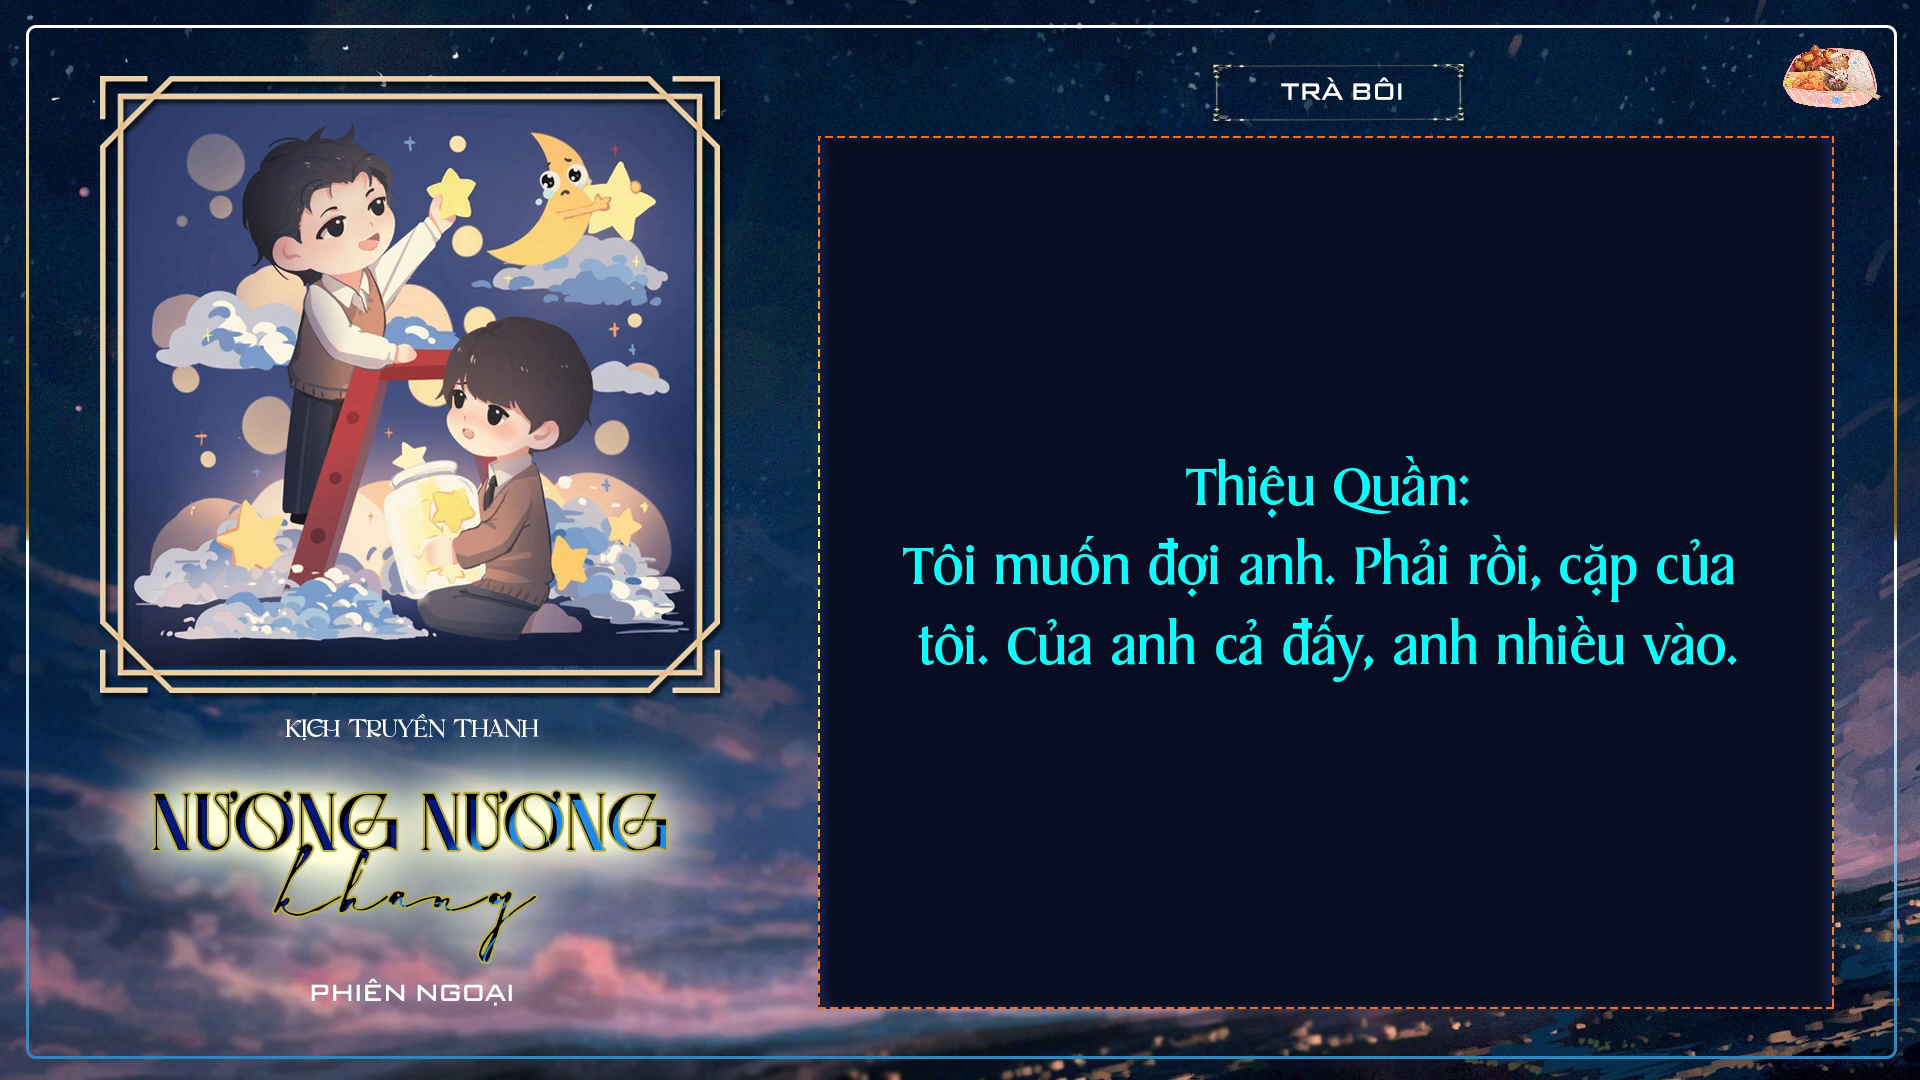 TRÀ BÔI
Thiệu Quần:
Tôi muốn đợi anh. Phải rồi, cặp của
tôi. Của anh cả đấy, anh nhiều vào.
KỊCH TRUYỀN THANH
NƯƠNG NƯƠNG
khang
PHIÊN NGOẠI